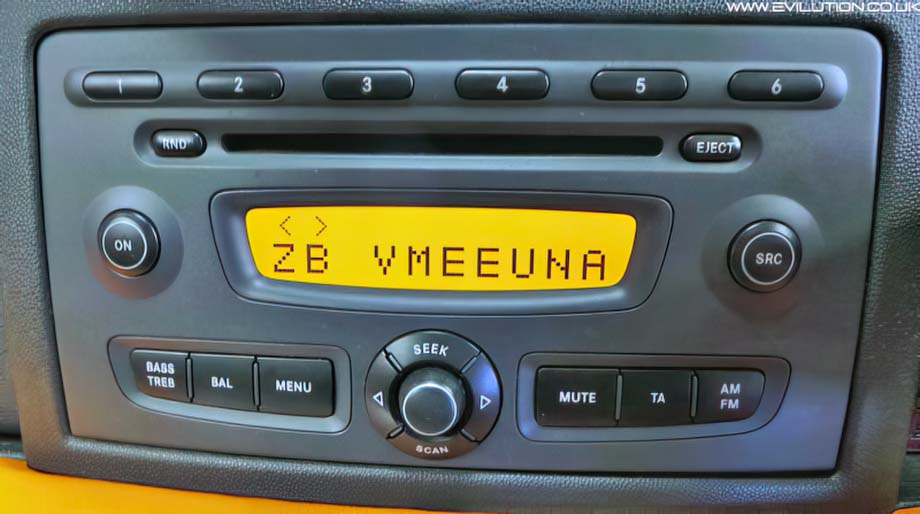 WWW.EVILUTION.CO.UK
1 2 3 4 5 6
RND EJECT
< >
ZB VMEEUNA
ON SRC
SEEK
BASS TREB BAL MENU
MUTE TA AM FM
SCAN